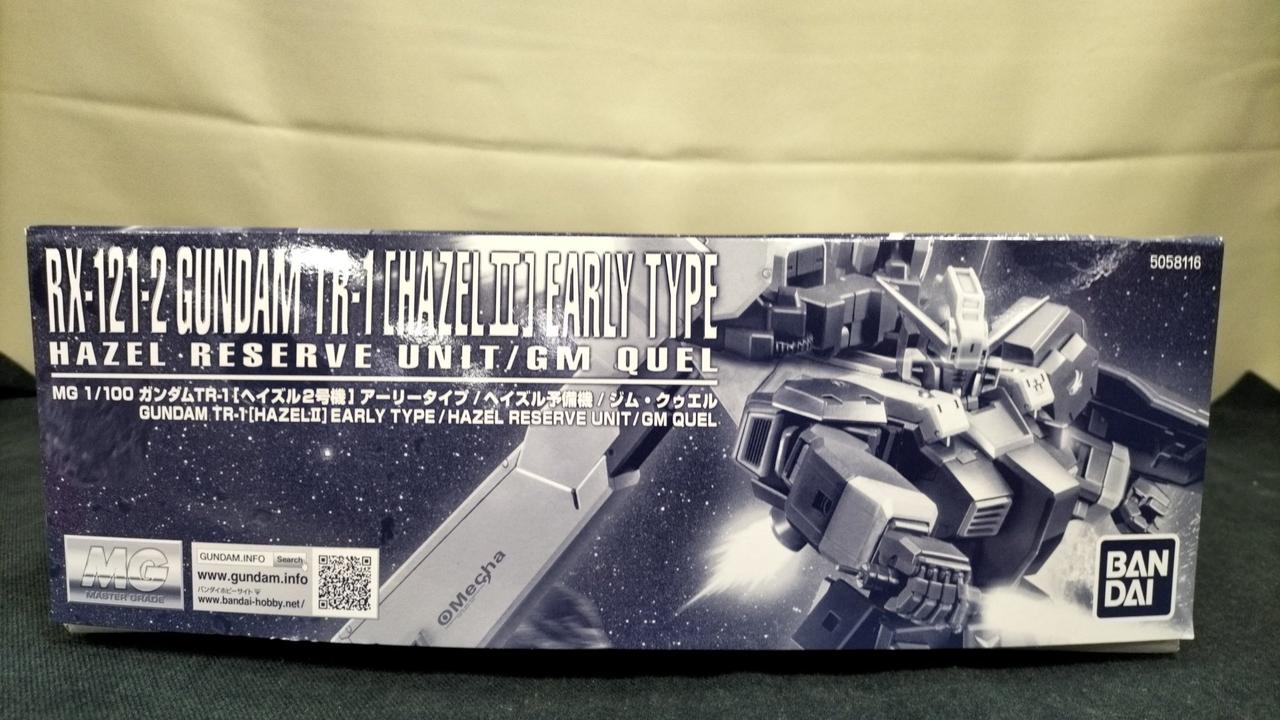 RX-121-2 GUNDAM TR-1 [HAZEL II] EARLY TYPE
HAZEL RESERVE UNIT/GM QUEL
MG 1/100 ガンダムTR-1[ヘイズル2号機]アーリータイプ/ヘイズル予備機/ジム・クゥエル
GUNDAM TR-1[HAZEL-II] EARLY TYPE/HAZEL RESERVE UNIT/GM QUEL
5058116
MG
MASTER GRADE
GUNDAM.INFO Search
www.gundam.info
バンダイホビーサイト
www.bandai-hobby.net/
Mecha
BAN
DAI